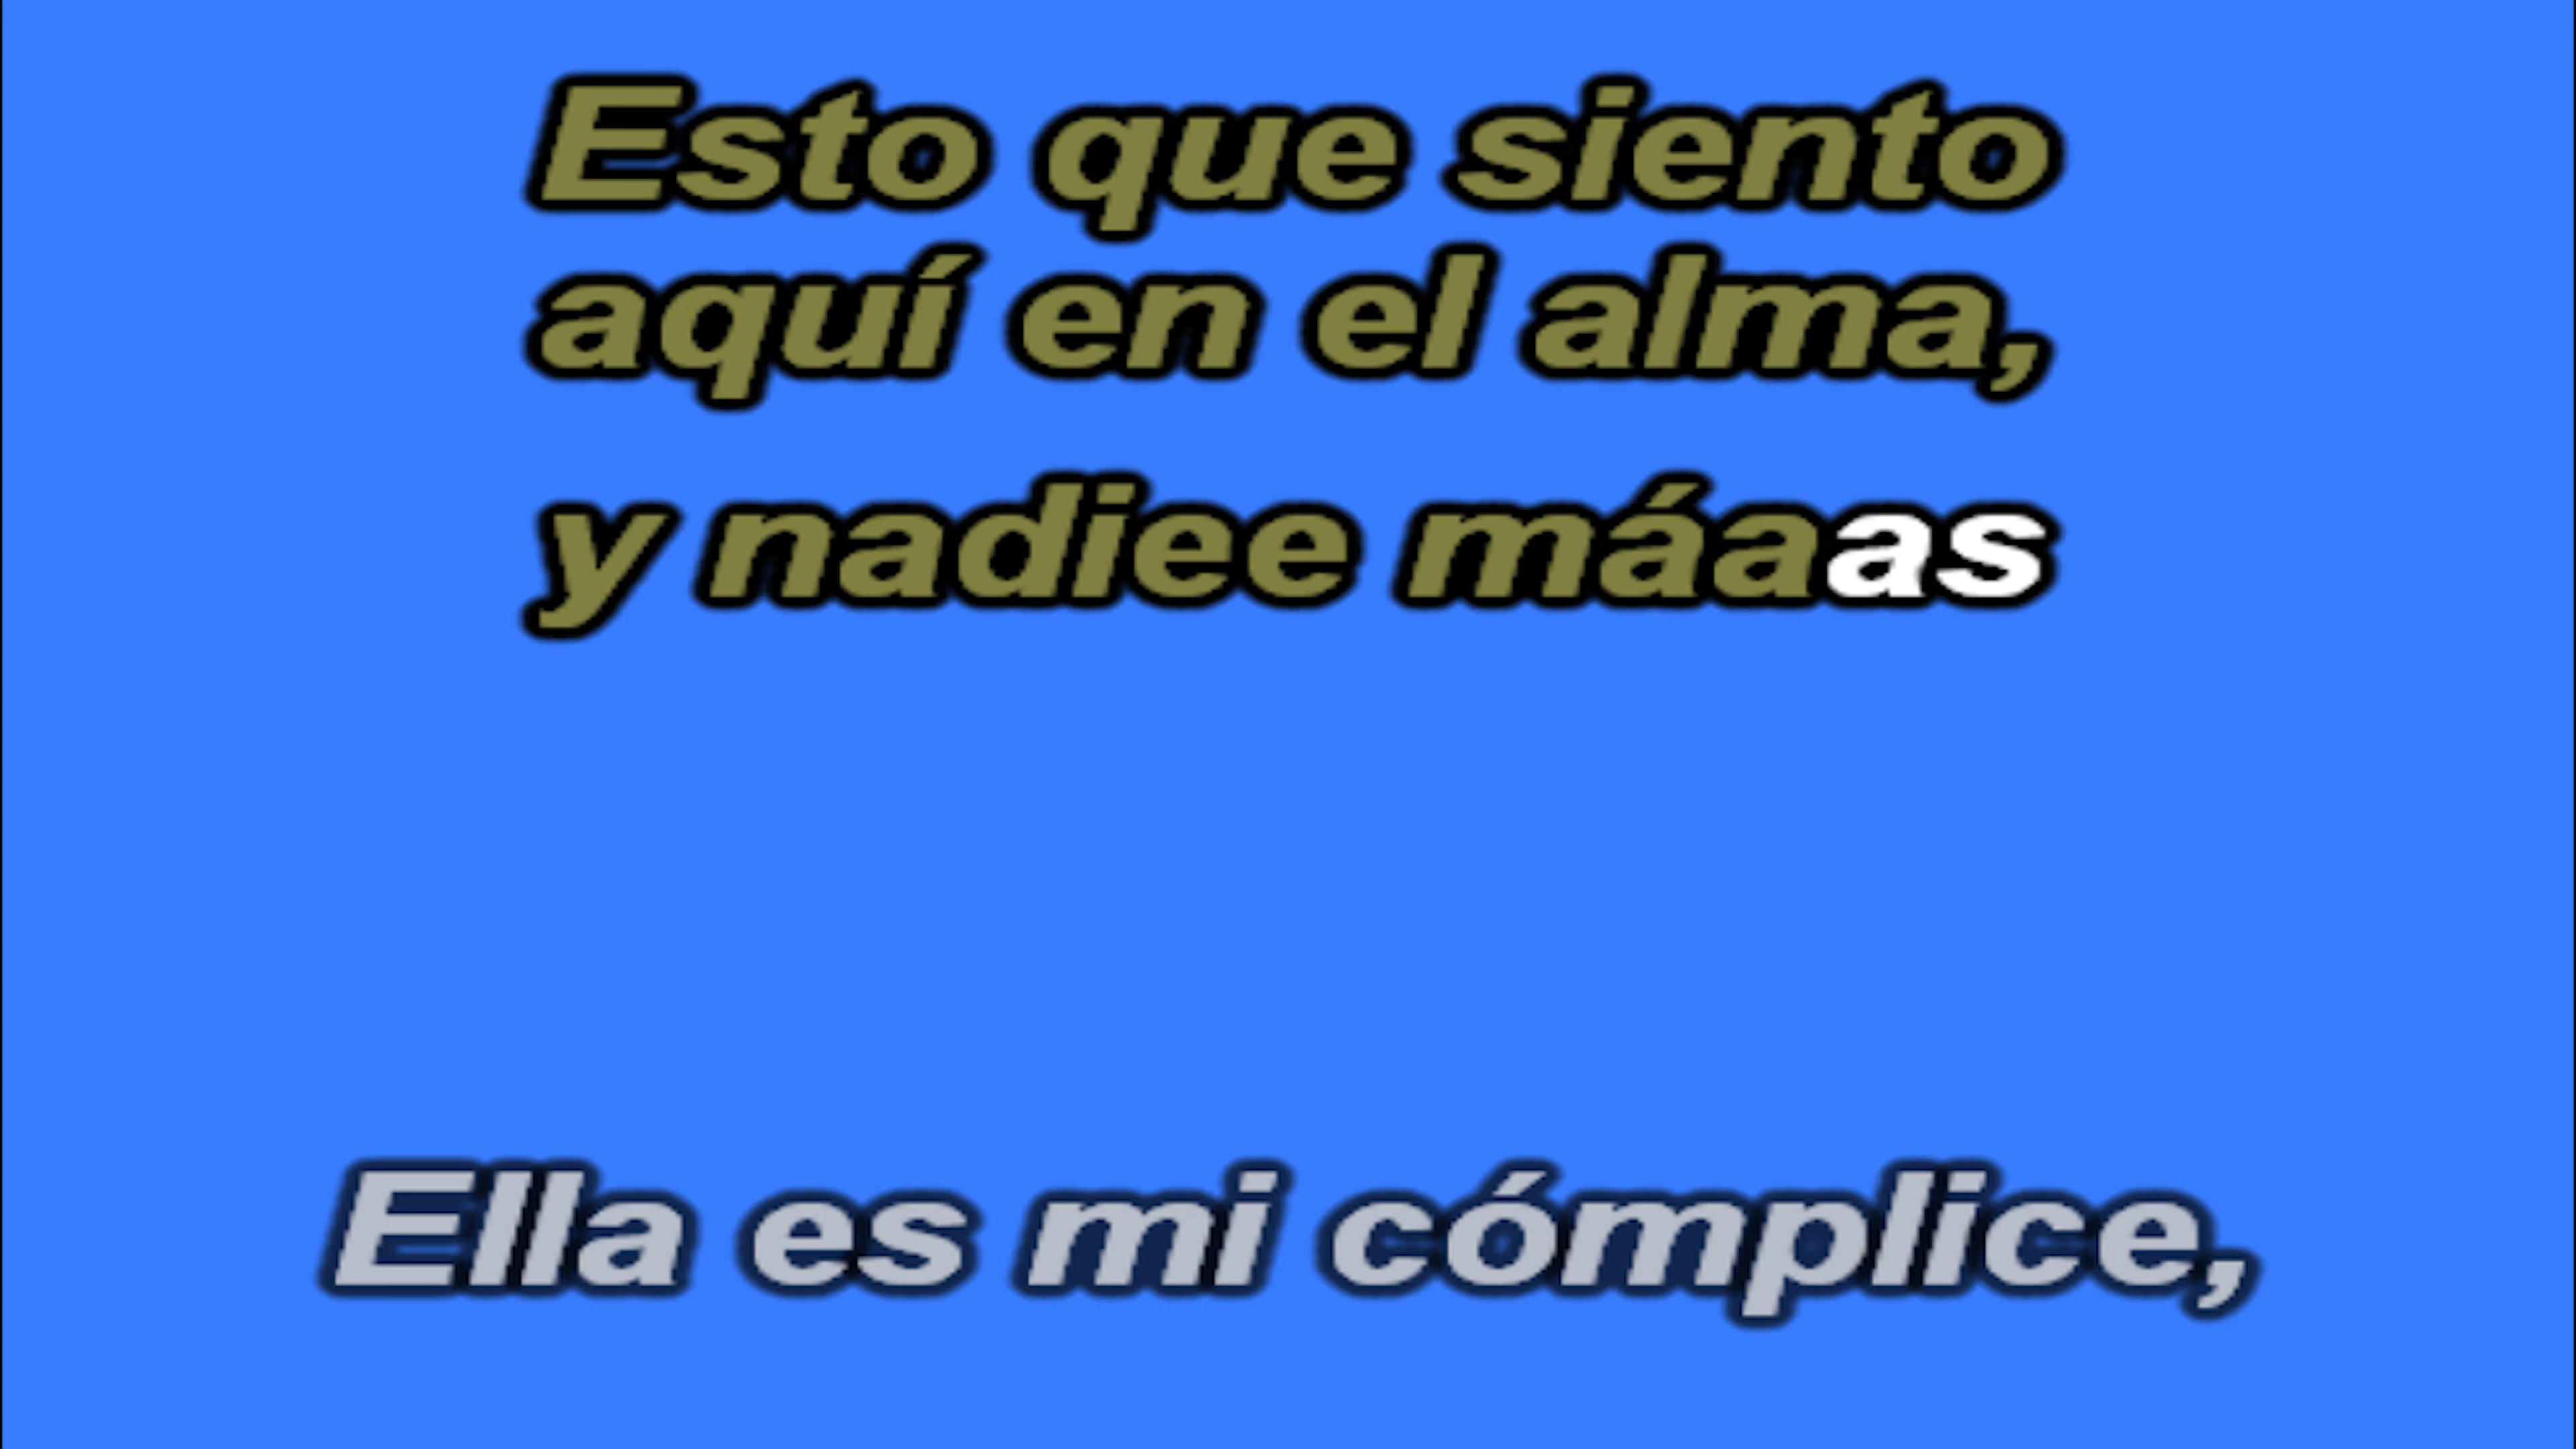 Esto que siento
aquí en el alma,
y nadiee máaas
Ella es mi cómplice,